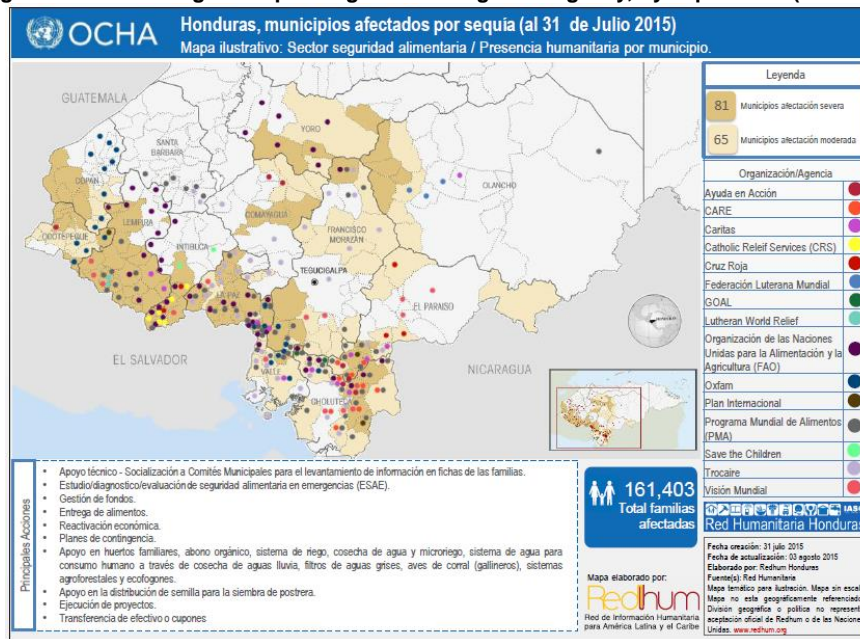 OCHA
Honduras, municipios afectados por sequia (al 31 de Julio 2015)
Mapa ilustrativo: Sector seguridad alimentaria / Presencia humanitaria por municipio.
GUATEMALA
SANTA
BARBARA
YORO
COPAN
OLANCHO
COMAYAGUA
LEMPIRA
OCOTEPEQUE
FRANCISCO
MORAZÁN
INTIBUCA
TEGUCIGALPA
LA PAZ
EL PARAISO
EL SALVADOR
NICARAGUA
VALLE
CHOLUTECA
Leyenda
81 Municipios afectación severa
65 Municipios afectación moderada
Organización/Agencia
Ayuda en Acción
CARE
Caritas
Catholic Releif Services (CRS)
Cruz Roja
Federación Luterana Mundial
GOAL
Lutheran World Relief
Organización de las Naciones
Unidas para la Alimentación y la
Agricultura (FAO)
Oxfam
Plan Internacional
Programa Mundial de Alimentos
(PMA)
Save the Children
Trocaire
Visión Mundial
Principales Acciones
• Apoyo técnico - Socialización a Comités Municipales para el levantamiento de información en fichas de las familias.
• Estudio/diagnostico/evaluación de seguridad alimentaria en emergencias (ESAE).
• Gestión de fondos.
• Entrega de alimentos.
• Reactivación económica.
• Planes de contingencia.
• Apoyo en huertos familiares, abono orgánico, sistema de riego, cosecha de agua y microriego, sistema de agua para
consumo humano a través de cosecha de aguas lluvia, filtros de aguas grises, aves de corral (gallineros), sistemas
agroforestales y ecofogones.
• Apoyo en la distribución de semilla para la siembra de postrera.
• Ejecución de proyectos.
• Transferencia de efectivo o cupones
161,403
Total familias
afectadas
Mapa elaborado por:
Redhum
Red de Información Humanitaria
para América Latina y el Caribe
IASC
Red Humanitaria Honduras
Fecha creación: 31 julio 2015
Fecha de actualización: 03 agosto 2015
Elaborado por: Redhum Honduras
Fuente(s): Red Humanitaria
Mapa temático para ilustración. Mapa sin escala
Mapa no esta geográficamente referenciado
División geográfica o política no represent
aceptación oficial de Redhum o de las Nacione
Unidas. www.redhum.org